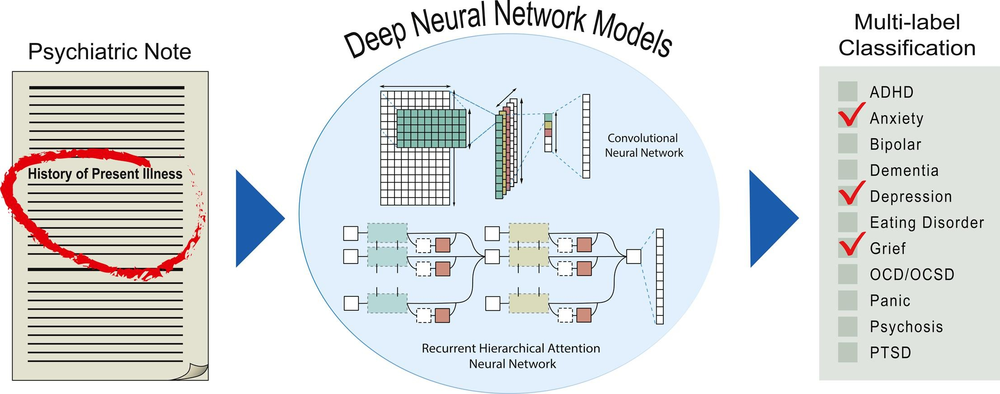 Psychiatric Note
History of Present Illness
Deep Neural Network Models
Convolutional
Neural Network
Recurrent Hierarchical Attention
Neural Network
Multi-label
Classification
ADHD
Anxiety
Bipolar
Dementia
Depression
Eating Disorder
Grief
OCD/OCSD
Panic
Psychosis
PTSD